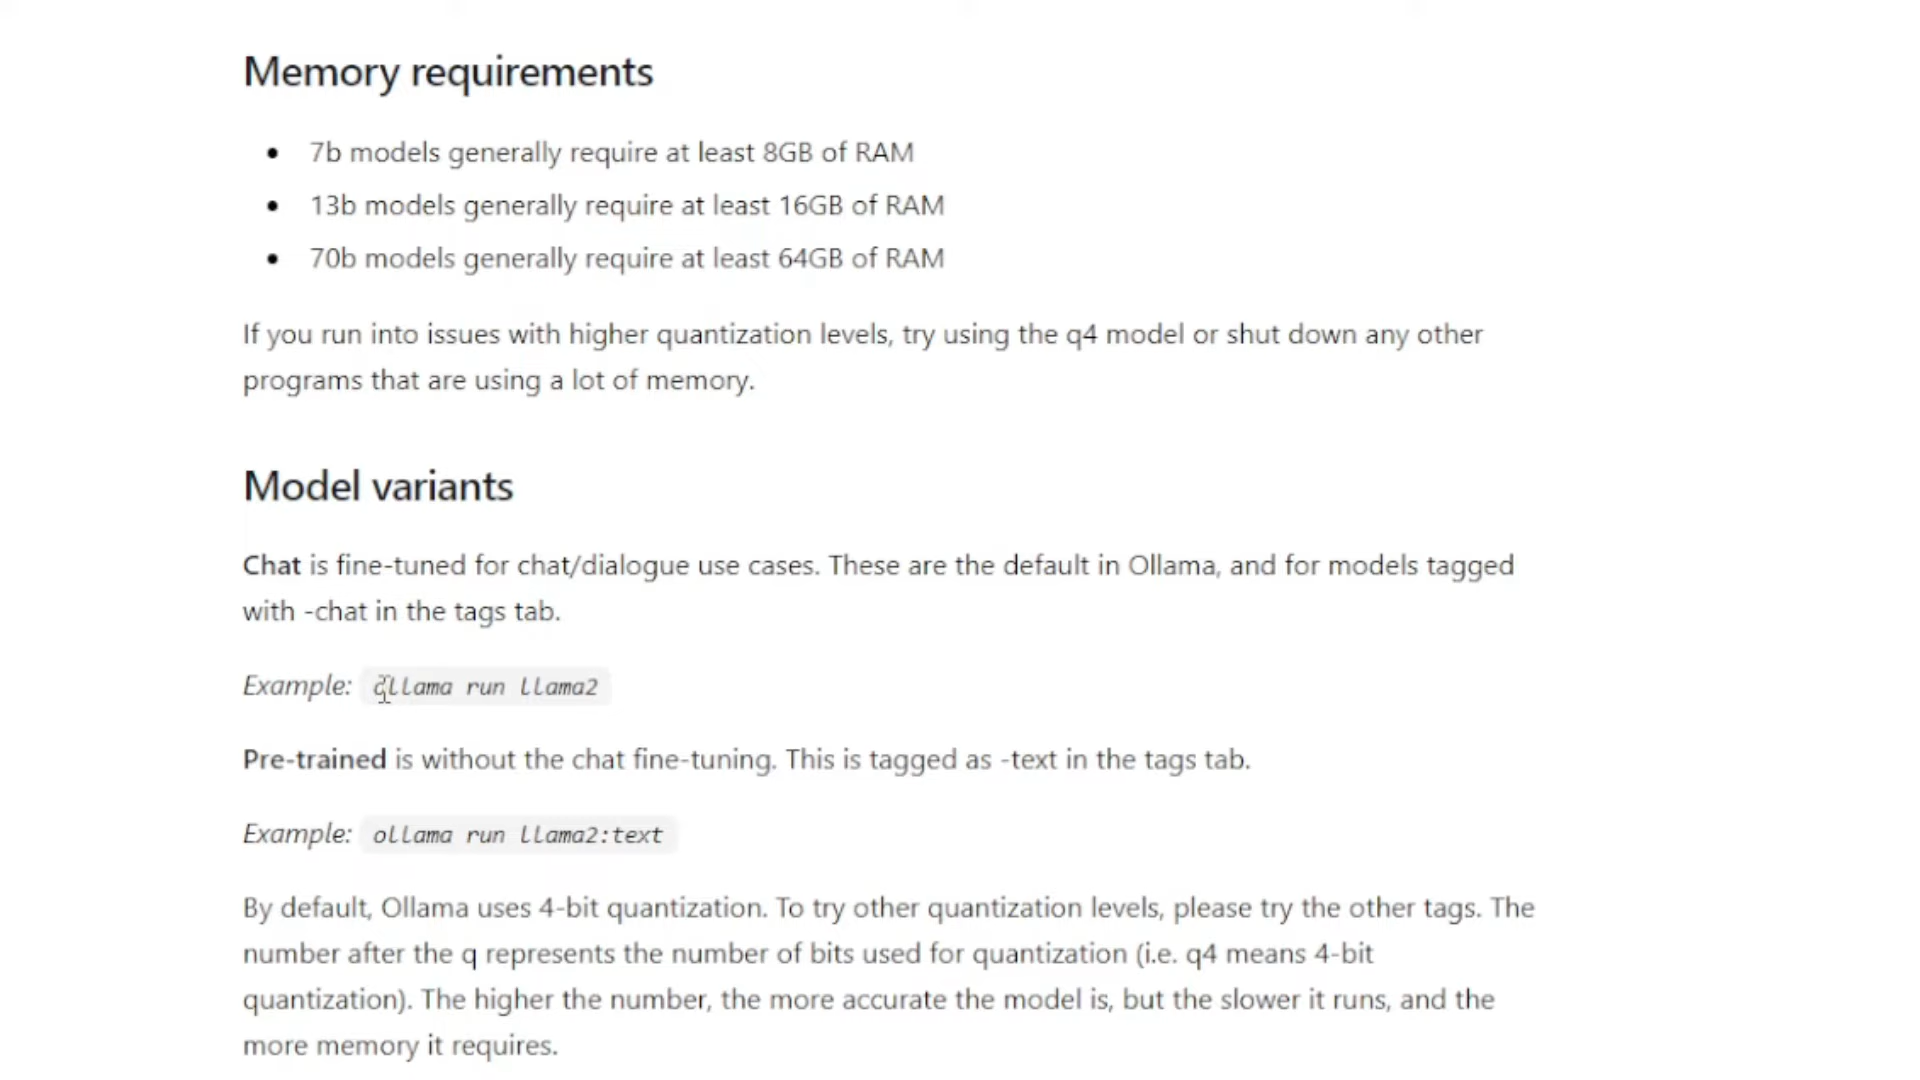 Memory requirements
7b models generally require at least 8GB of RAM
13b models generally require at least 16GB of RAM
70b models generally require at least 64GB of RAM
If you run into issues with higher quantization levels, try using the q4 model or shut down any other
programs that are using a lot of memory.
Model variants
Chat is fine-tuned for chat/dialogue use cases. These are the default in Ollama, and for models tagged
with -chat in the tags tab.
Example: ollama run llama2
Pre-trained is without the chat fine-tuning. This is tagged as -text in the tags tab.
Example: ollama run llama2:text
By default, Ollama uses 4-bit quantization. To try other quantization levels, please try the other tags. The
number after the q represents the number of bits used for quantization (i.e. q4 means 4-bit
quantization). The higher the number, the more accurate the model is, but the slower it runs, and the
more memory it requires.